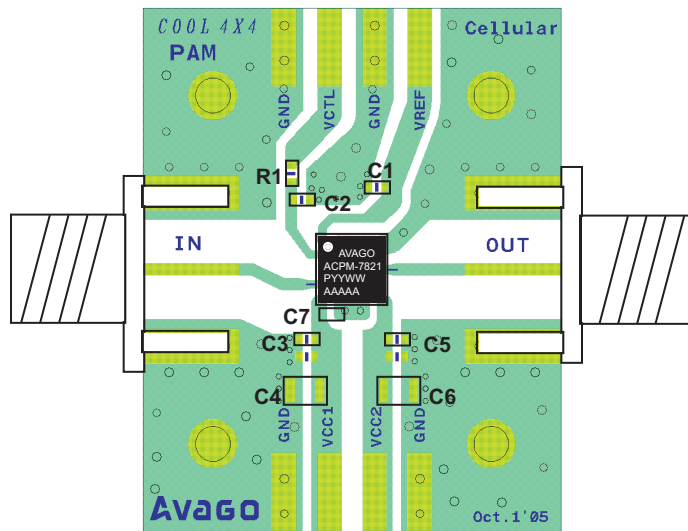 COOL 4X4
Cellular
PAM
GND
VCTL
GND
VREF
R1
C1
C2
IN
OUT
AVAGO
ACPM-7821
PYYWW
AAAAA
C7
C3
C5
C4
C6
GND
VCC1
VCC2
GND
Avago
Oct.1'05